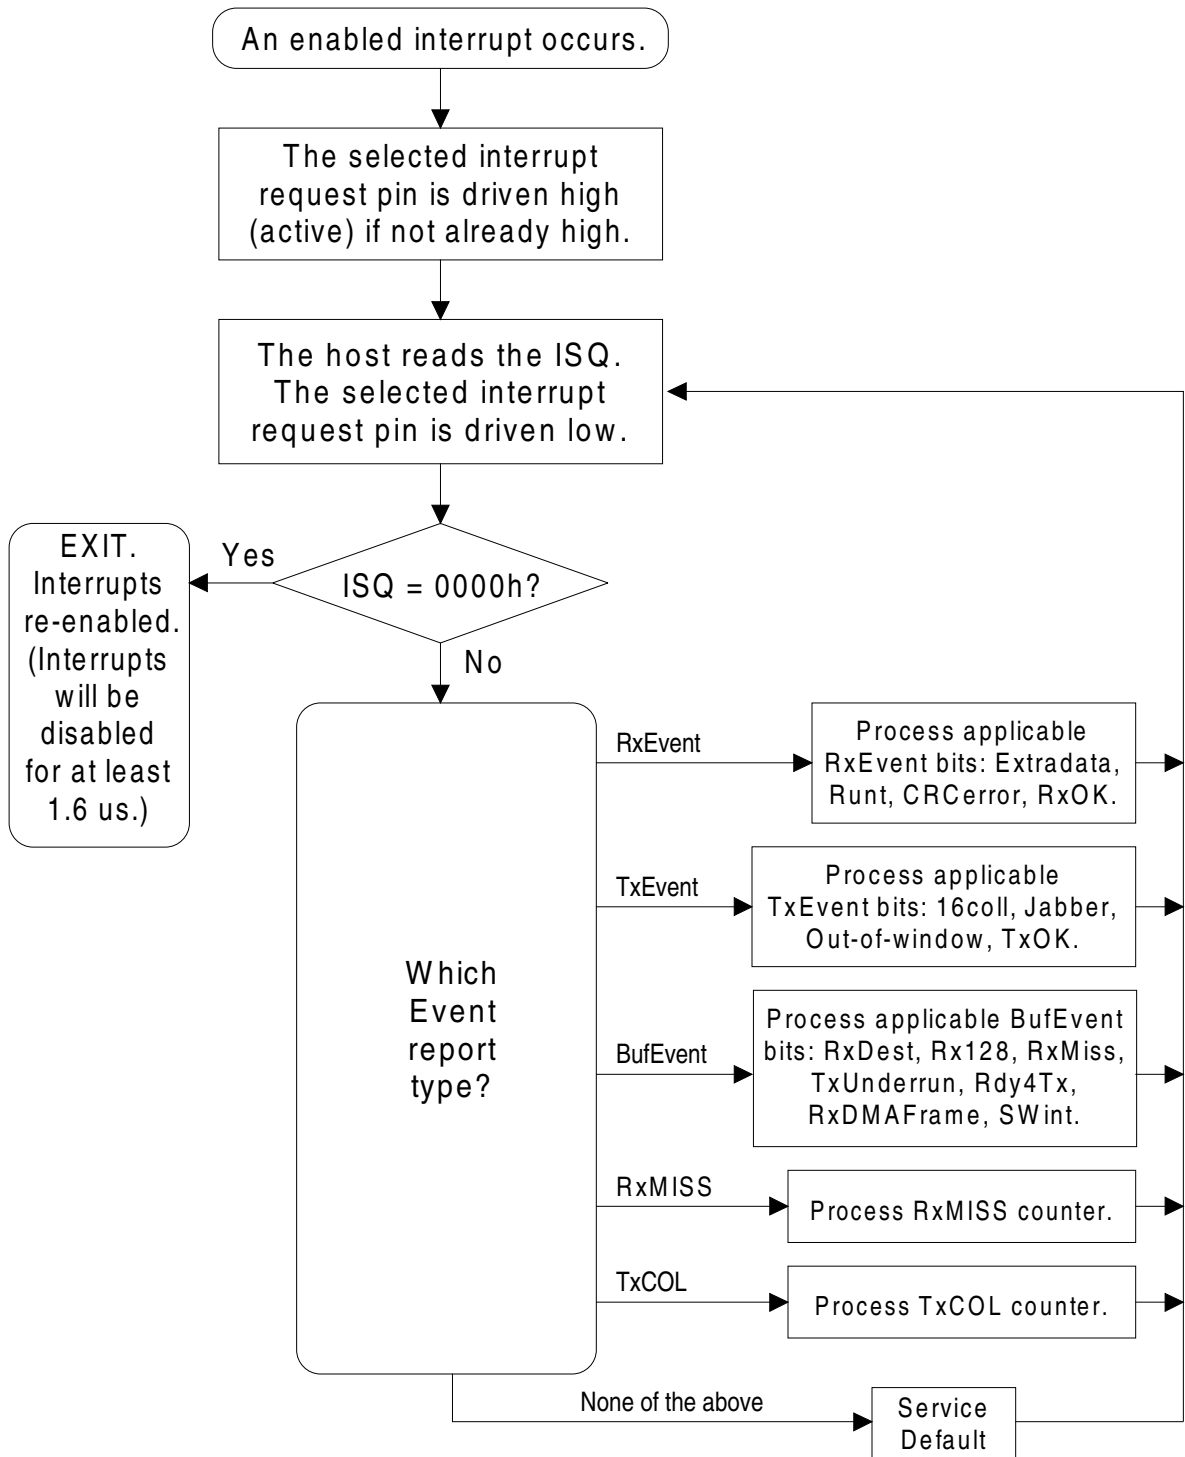 An enabled interrupt occurs.
The selected interrupt
request pin is driven high
(active) if not already high.
The host reads the ISQ.
The selected interrupt
request pin is driven low.
ISQ = 0000h?
Yes
EXIT.
Interrupts
re-enabled.
(Interrupts
will be
disabled
for at least
1.6 us.)
No
Which
Event
report
type?
RxEvent
Process applicable
RxEvent bits: Extradata,
Runt, CRCerror, RxOK.
TxEvent
Process applicable
TxEvent bits: 16coll, Jabber,
Out-of-window, TxOK.
BufEvent
Process applicable BufEvent
bits: RxDest, Rx128, RxMiss,
TxUnderrun, Rdy4Tx,
RxDMAFrame, SWint.
RxMISS
Process RxMISS counter.
TxCOL
Process TxCOL counter.
None of the above
Service
Default